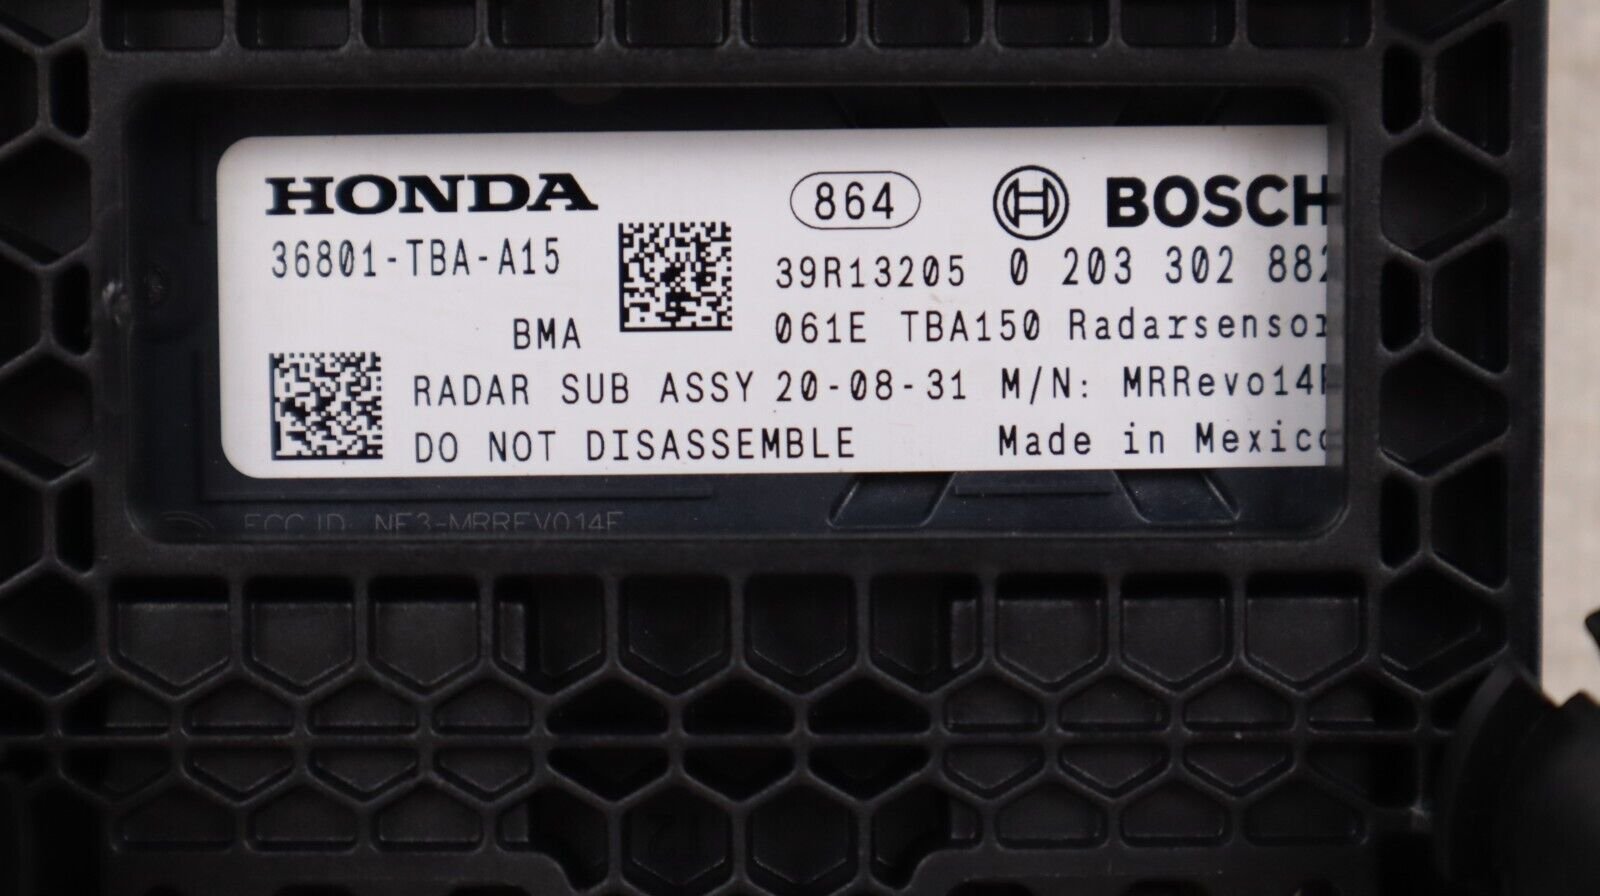 HONDA 864 BOSCH
36801-TBA-A15 39R13205 0 203 302 882
BMA 061E TBA150 Radarsensor
RADAR SUB ASSY 20-08-31 M/N: MRRevo14F
DO NOT DISASSEMBLE Made in Mexico
FCC ID NF3-MRREVO14F